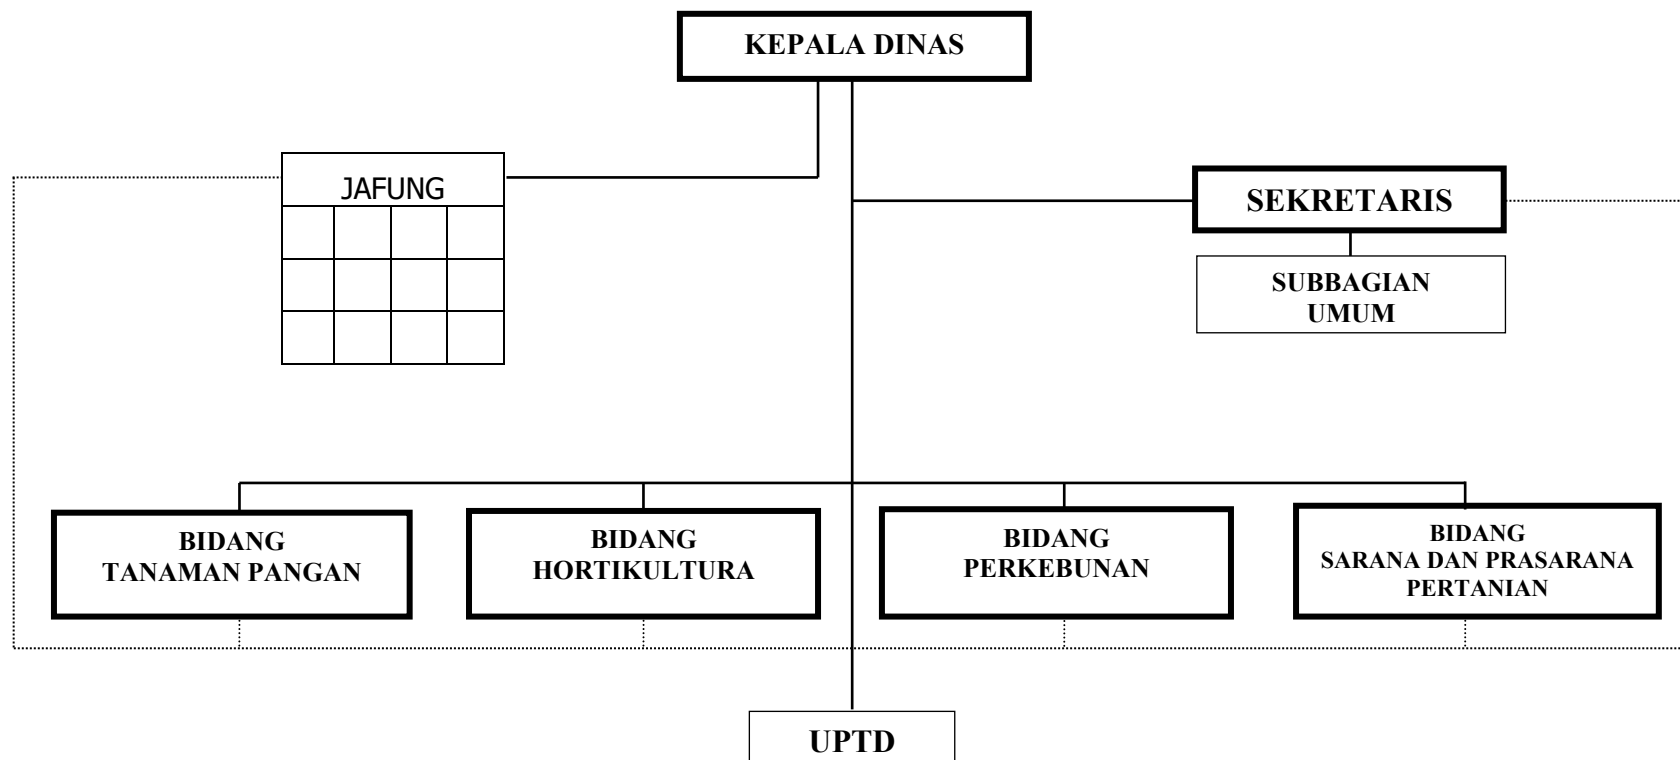 KEPALA DINAS
JAFUNG
SEKRETARIS
SUBBAGIAN
UMUM
BIDANG
TANAMAN PANGAN
BIDANG
HORTIKULTURA
BIDANG
PERKEBUNAN
BIDANG
SARANA DAN PRASARANA
PERTANIAN
UPTD